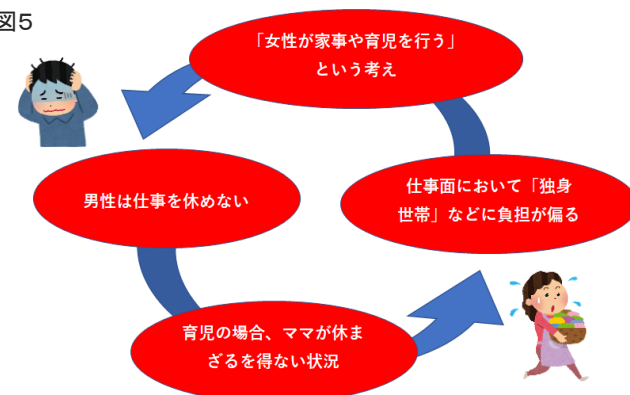 図5
「女性が家事や育児を行う」
という考え
男性は仕事を休めない
仕事面において「独身
世帯」などに負担が偏る
育児の場合、ママが休ま
ざるを得ない状況